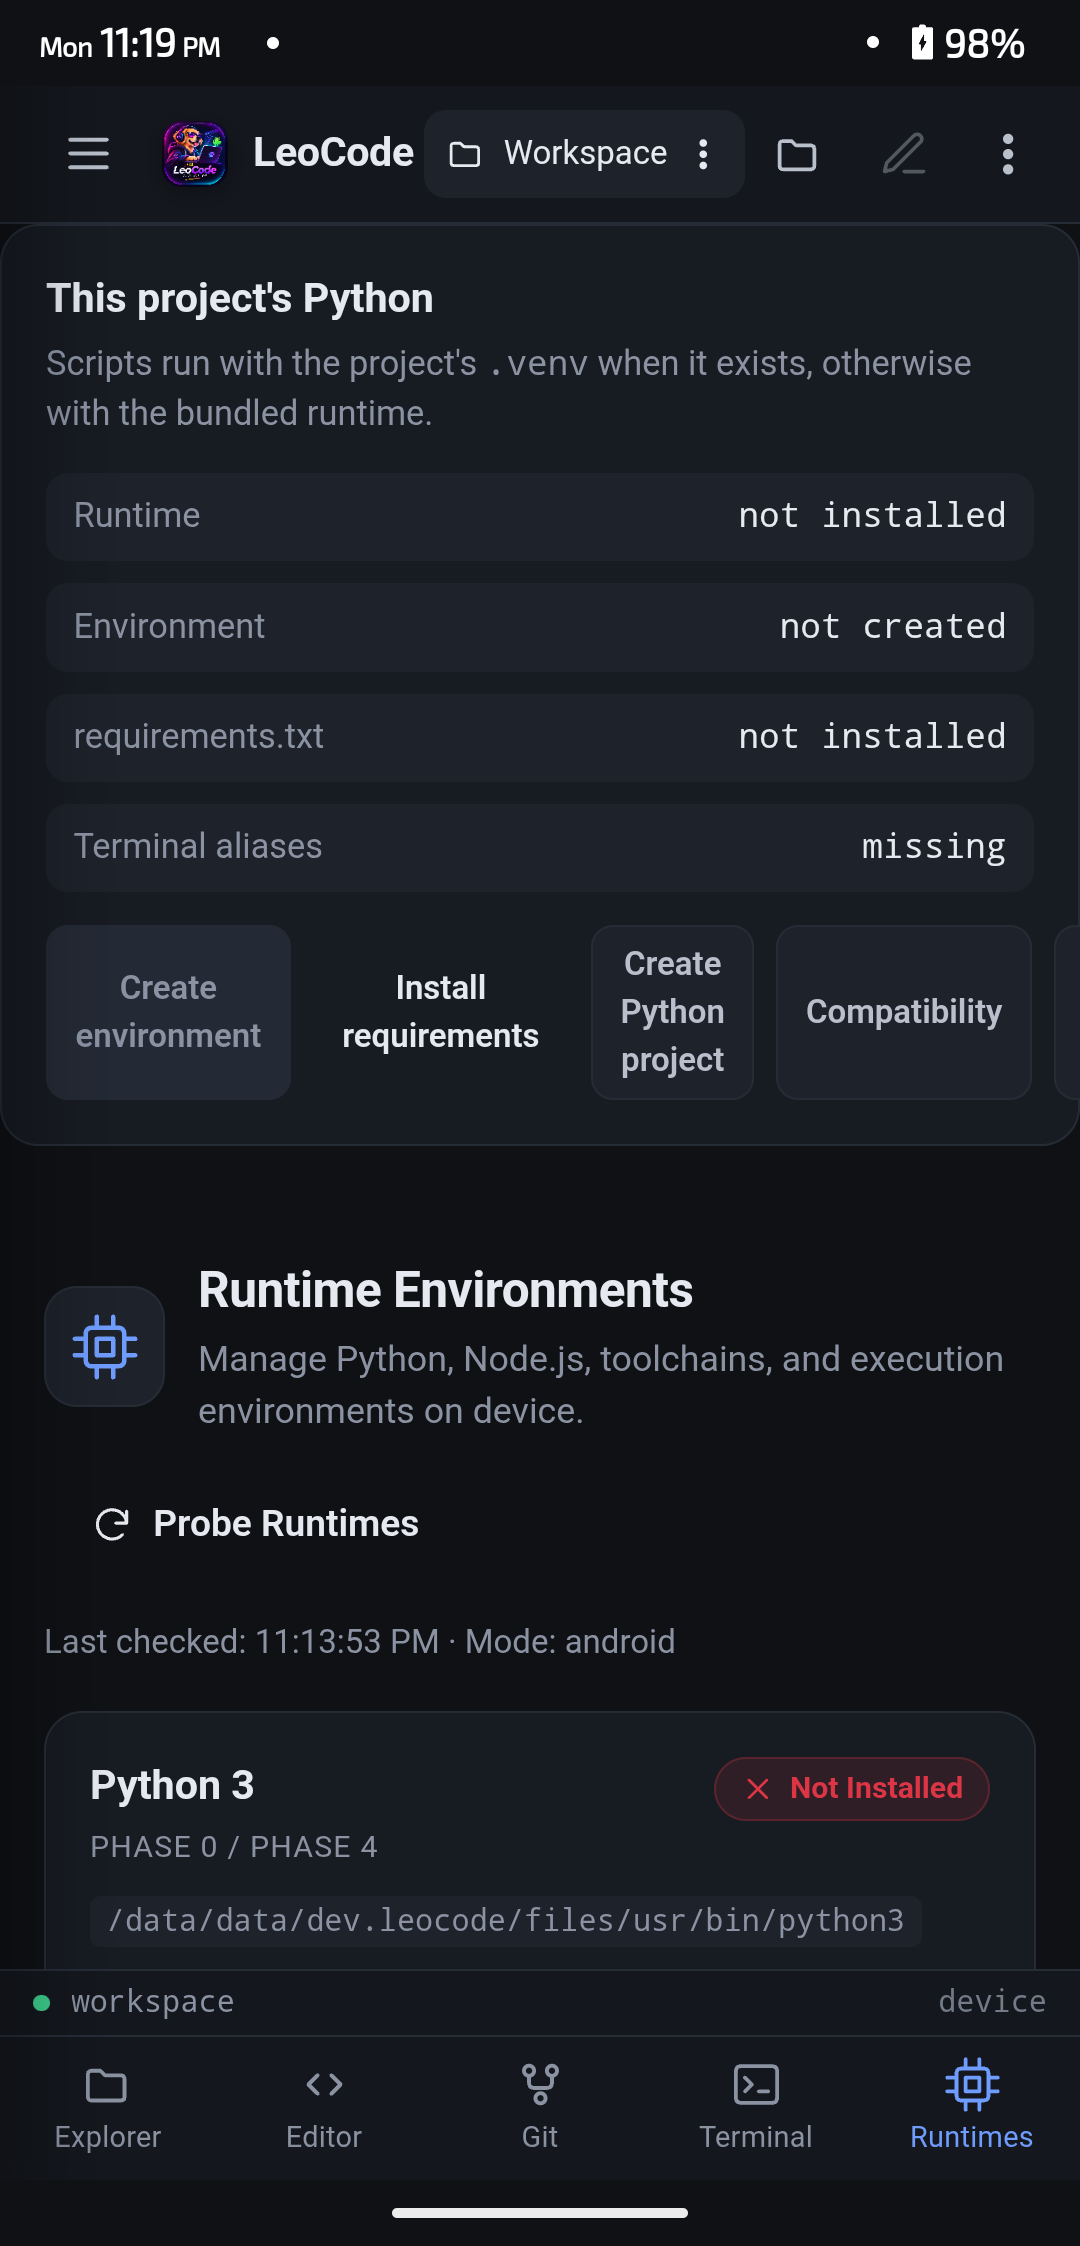 Mon 11:19 PM
98%
LeoCode
LeoCode
Workspace
This project's Python
Scripts run with the project's .venv when it exists, otherwise
with the bundled runtime.
Runtime not installed
Environment not created
requirements.txt not installed
Terminal aliases missing
Create
environment
Install
requirements
Create
Python
project
Compatibility
Runtime Environments
Manage Python, Node.js, toolchains, and execution
environments on device.
Probe Runtimes
Last checked: 11:13:53 PM · Mode: android
Python 3
Not Installed
PHASE 0 / PHASE 4
/data/data/dev.leocode/files/usr/bin/python3
workspace device
Explorer
Editor
Git
Terminal
Runtimes